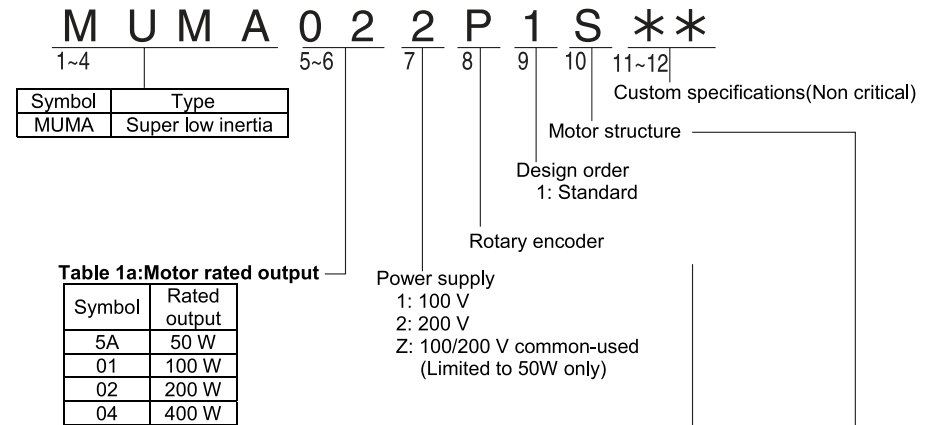 M U M A 0 2 2 P 1 S ＊＊
1~4 5~6 7 8 9 10 11~12
Custom specifications(Non critical)
Symbol Type
MUMA Super low inertia
Motor structure
Design order
1: Standard
Rotary encoder
Table 1a:Motor rated output
Symbol Rated output
5A 50 W
01 100 W
02 200 W
04 400 W
Power supply
1: 100 V
2: 200 V
Z: 100/200 V common-used
(Limited to 50W only)